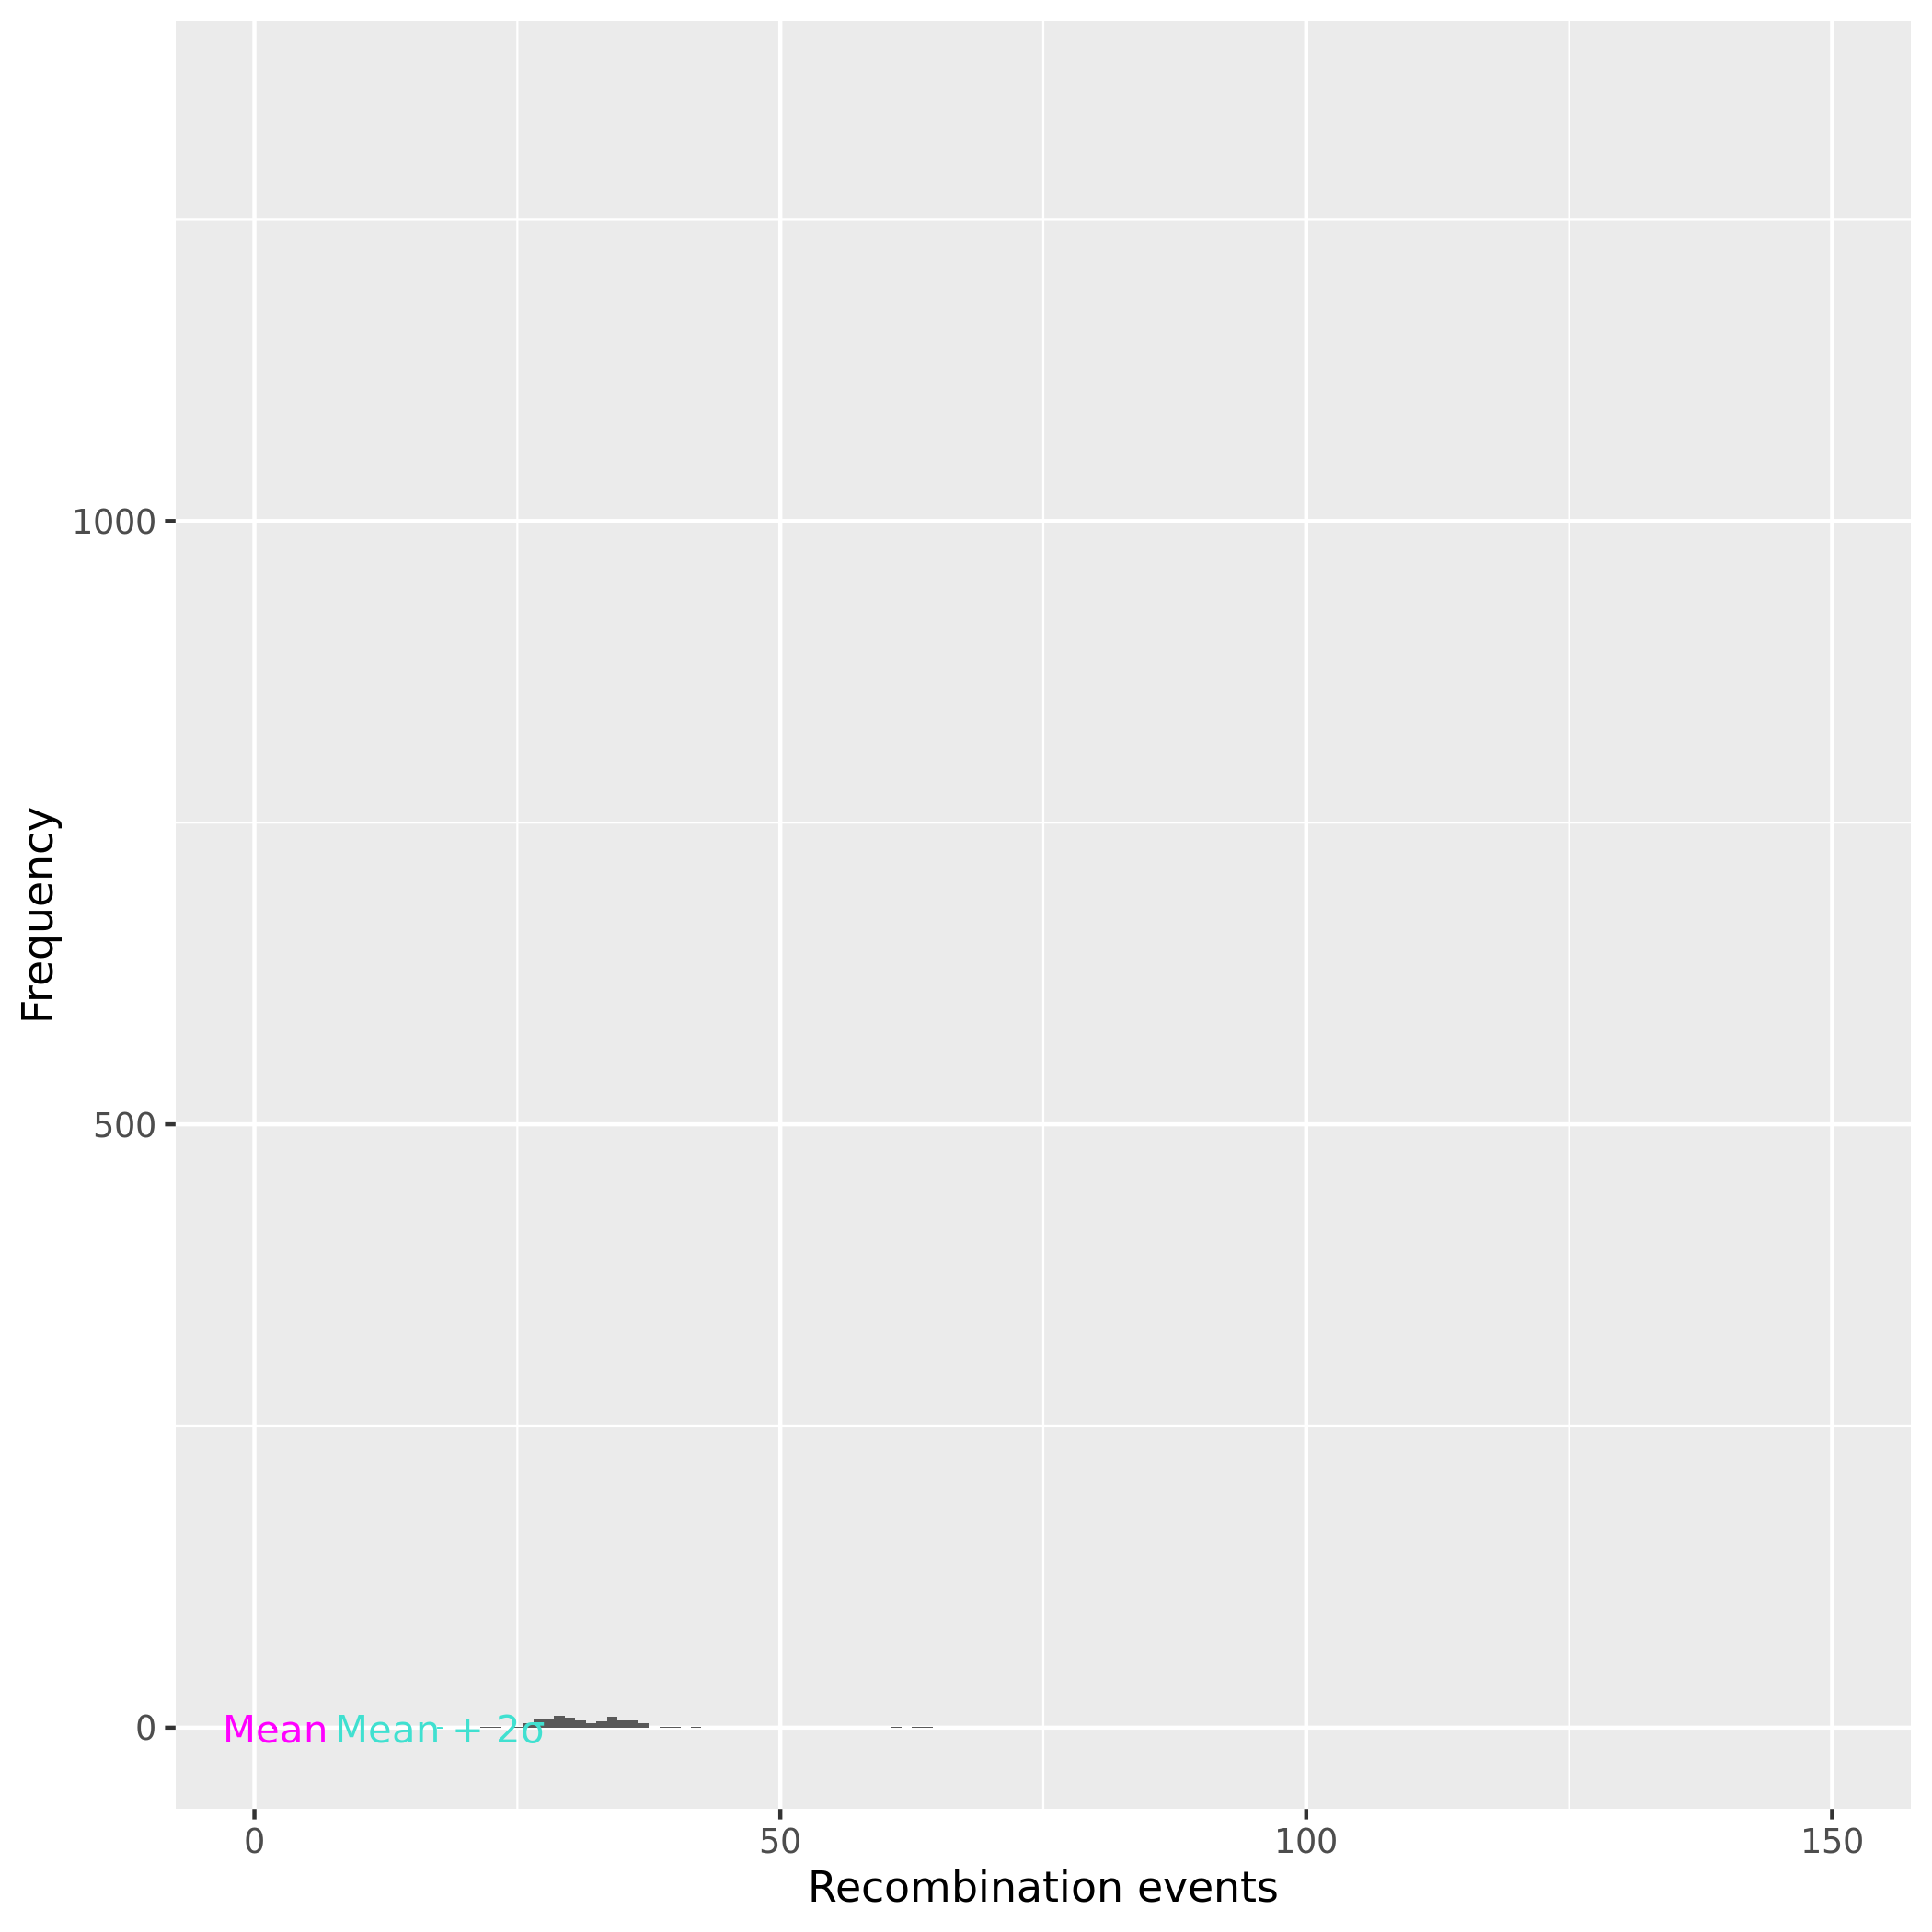 Frequency
1000
500
0
Mean Mean + 2σ
0 50 100 150
Recombination events